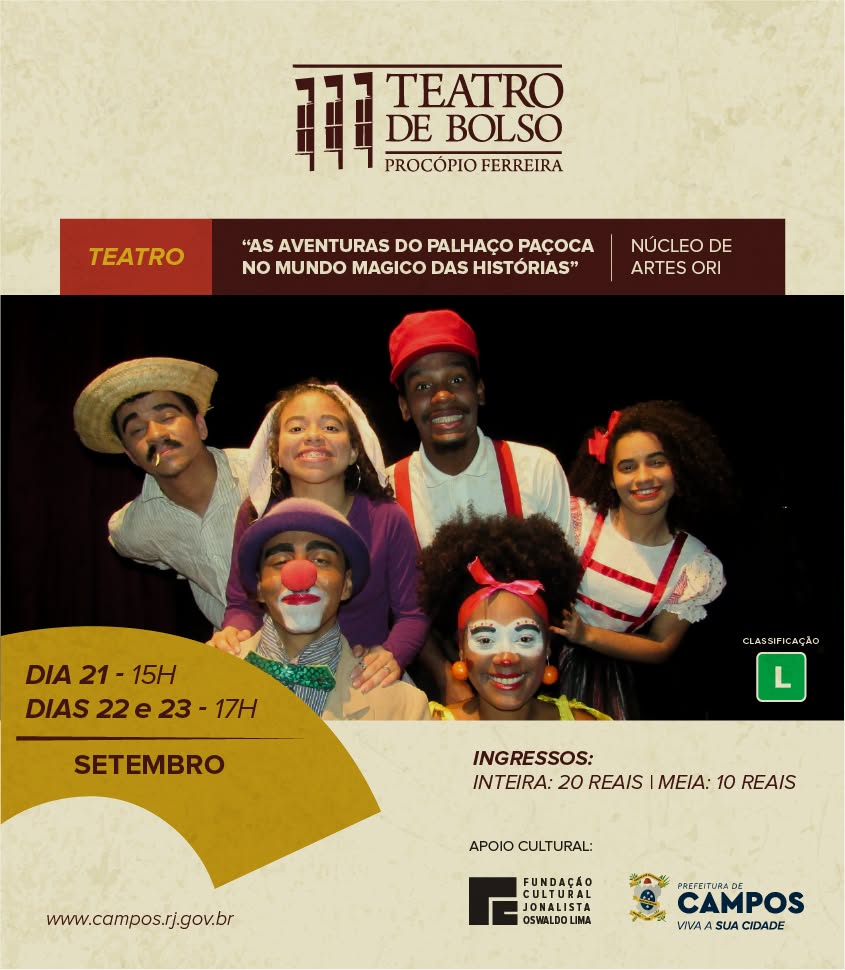 TEATRO
DE BOLSO
PROCÓPIO FERREIRA
TEATRO
“AS AVENTURAS DO PALHAÇO PAÇOCA
NO MUNDO MAGICO DAS HISTÓRIAS”
NÚCLEO DE
ARTES ORI
CLASSIFICAÇÃO
L
DIA 21 - 15H
DIAS 22 e 23 - 17H
SETEMBRO
INGRESSOS:
INTEIRA: 20 REAIS | MEIA: 10 REAIS
APOIO CULTURAL:
FUNDAÇÃO
CULTURAL
JONALISTA
OSWALDO LIMA
PREFEITURA DE
CAMPOS
VIVA A SUA CIDADE
www.campos.rj.gov.br